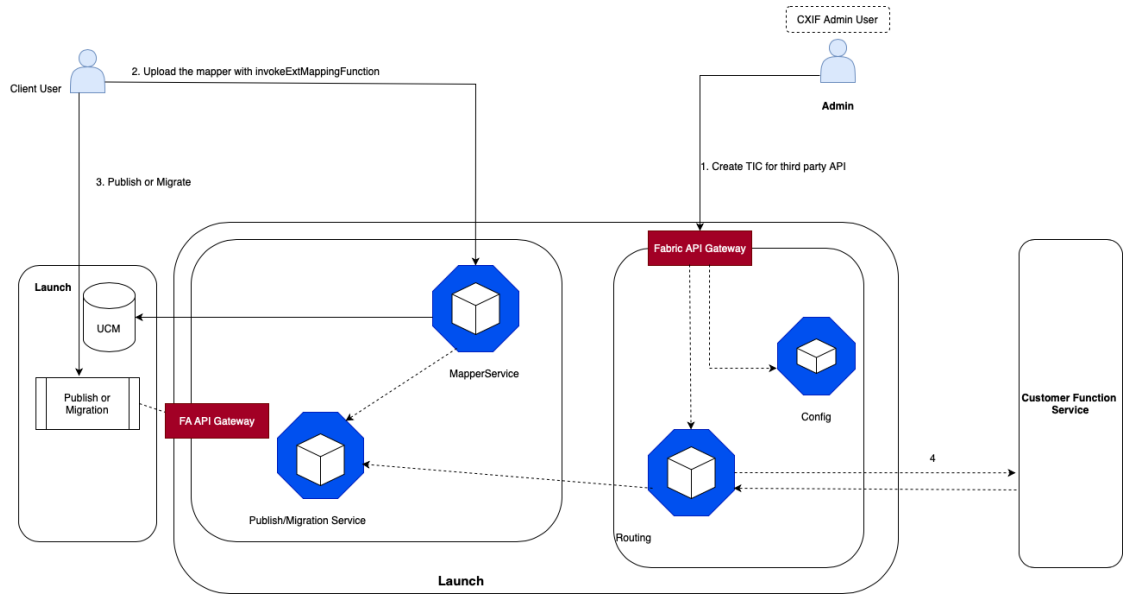 CXIF Admin User
2. Upload the mapper with invokeExtMappingFunction
Client User
Admin
1. Create TIC for third party API
3. Publish or Migrate
Fabric API Gateway
Launch
UCM
MapperService
Publish or
Migration
Customer Function
Service
FA API Gateway
Config
4
Publish/Migration Service
Routing
Launch